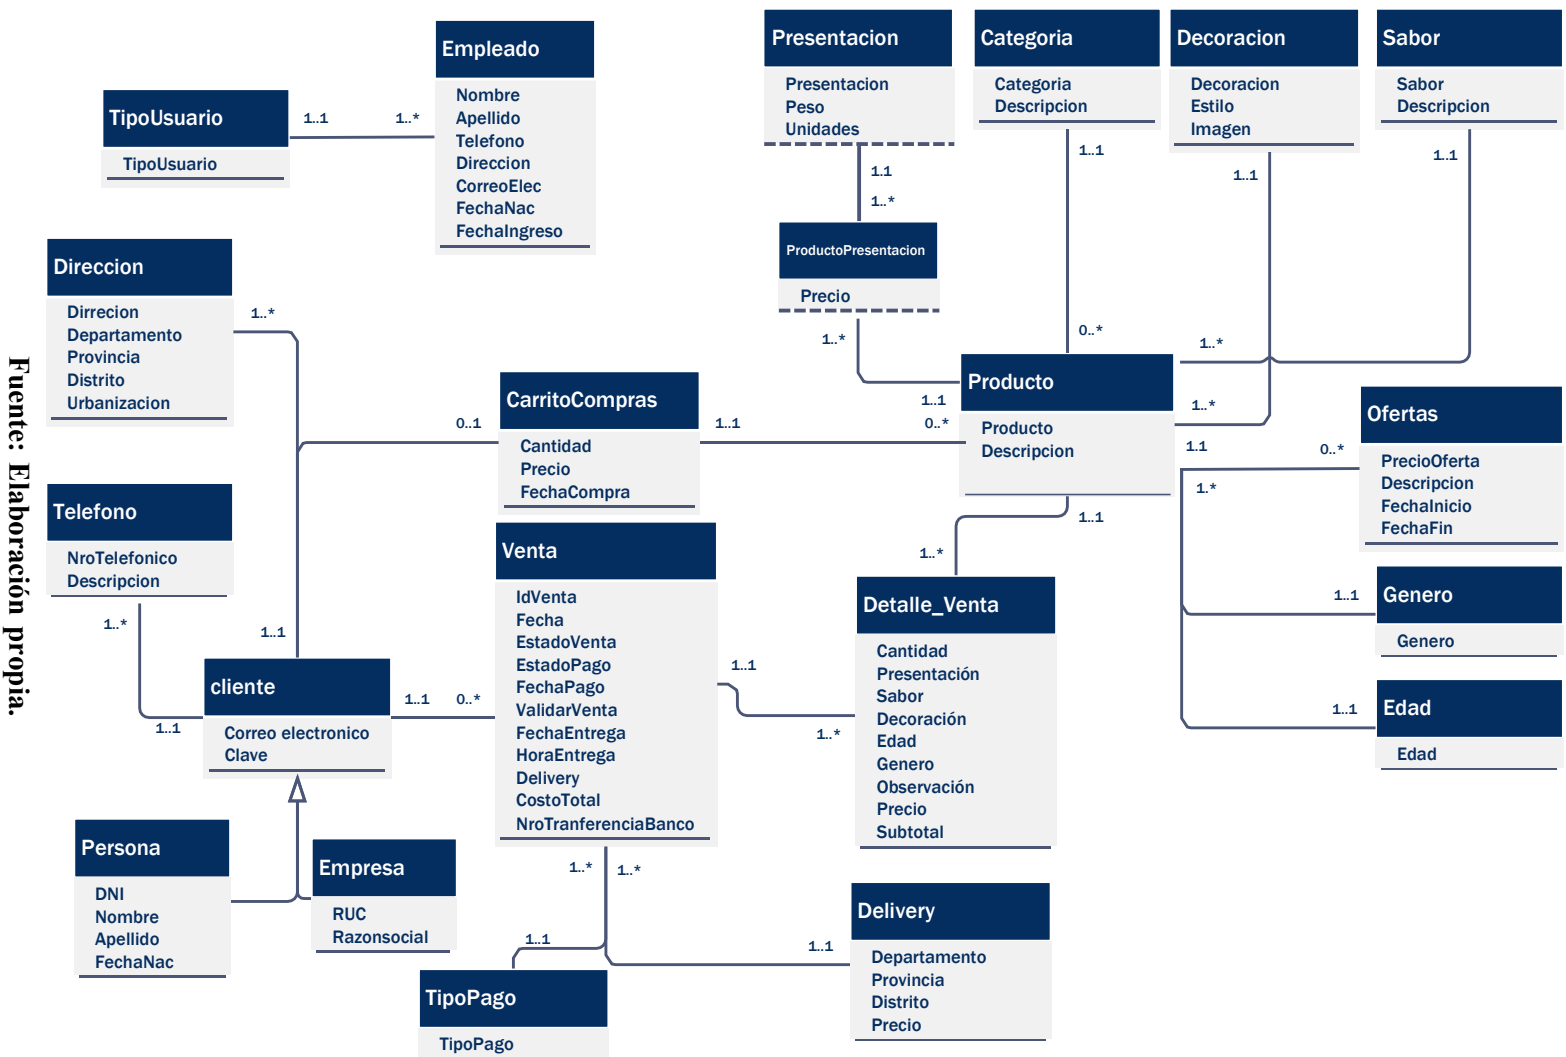 Empleado
Nombre
Apellido
Telefono
Direccion
CorreoElec
FechaNac
FechaIngreso
TipoUsuario
TipoUsuario
1..1
1..*
Presentacion
Presentacion
Peso
Unidades
1.1
1..*
Categoria
Categoria
Descripcion
1..1
0..*
Decoracion
Decoracion
Estilo
Imagen
1..1
Sabor
Sabor
Descripcion
1..1
ProductoPresentacion
Precio
1..*
1..1
Direccion
Dirrecion
Departamento
Provincia
Distrito
Urbanizacion
1..*
CarritoCompras
Cantidad
Precio
FechaCompra
0..1
1..1
0..*
Producto
Producto
Descripcion
1..*
1..*
1.1
1.*
1..1
Ofertas
PrecioOferta
Descripcion
FechaInicio
FechaFin
0..*
Telefono
NroTelefonico
Descripcion
1..*
1..1
1..1
Venta
IdVenta
Fecha
EstadoVenta
EstadoPago
FechaPago
ValidarVenta
FechaEntrega
HoraEntrega
Delivery
CostoTotal
NroTranferenciaBanco
1..1
1..*
1..*
1..*
Detalle_Venta
Cantidad
Presentación
Sabor
Decoración
Edad
Genero
Observación
Precio
Subtotal
1..*
Genero
Genero
1..1
Edad
Edad
1..1
cliente
Correo electronico
Clave
1..1
0..*
Persona
DNI
Nombre
Apellido
FechaNac
Empresa
RUC
Razonsocial
TipoPago
TipoPago
1..1
Delivery
Departamento
Provincia
Distrito
Precio
1..1
Fuente: Elaboración propia.